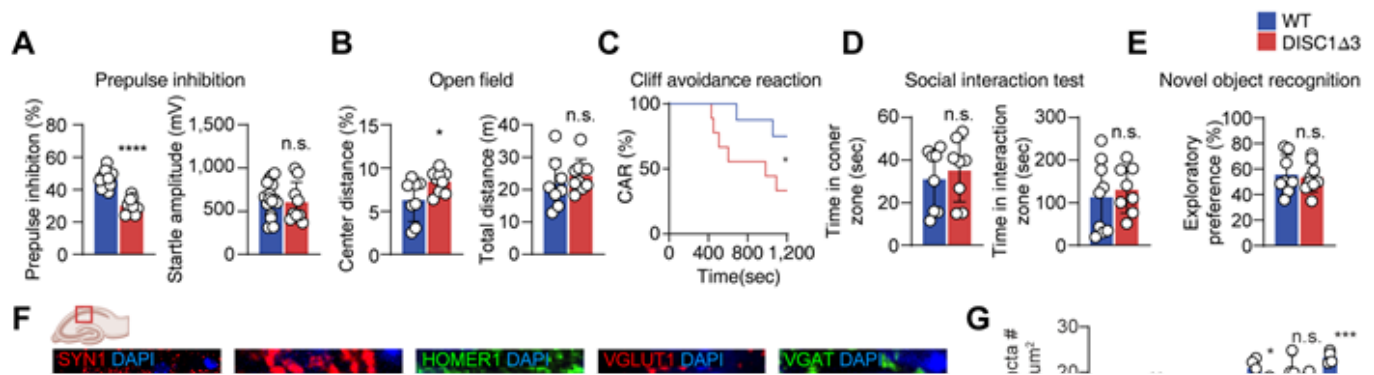 WT
DISC1Δ3
A
Prepulse inhibition
Prepulse inhibiton (%)
80
60
40
20
0
****
Startle amplitude (mV)
1,500
1,000
500
0
n.s.
B
Open field
Center distance (%)
15
10
5
0
*
Total distance (m)
40
30
20
10
0
n.s.
C
Cliff avoidance reaction
CAR (%)
100
50
0
*
0 400 800 1,200
Time(sec)
D
Social interaction test
Time in coner
zone (sec)
60
40
20
0
n.s.
Time in interaction
zone (sec)
300
200
100
0
n.s.
E
Novel object recognition
Exploratory
preference (%)
100
80
60
40
20
0
n.s.
F
SYN1 DAPI
HOMER1 DAPI
VGLUT1 DAPI
VGAT DAPI
G
30
20
*
n.s.
***